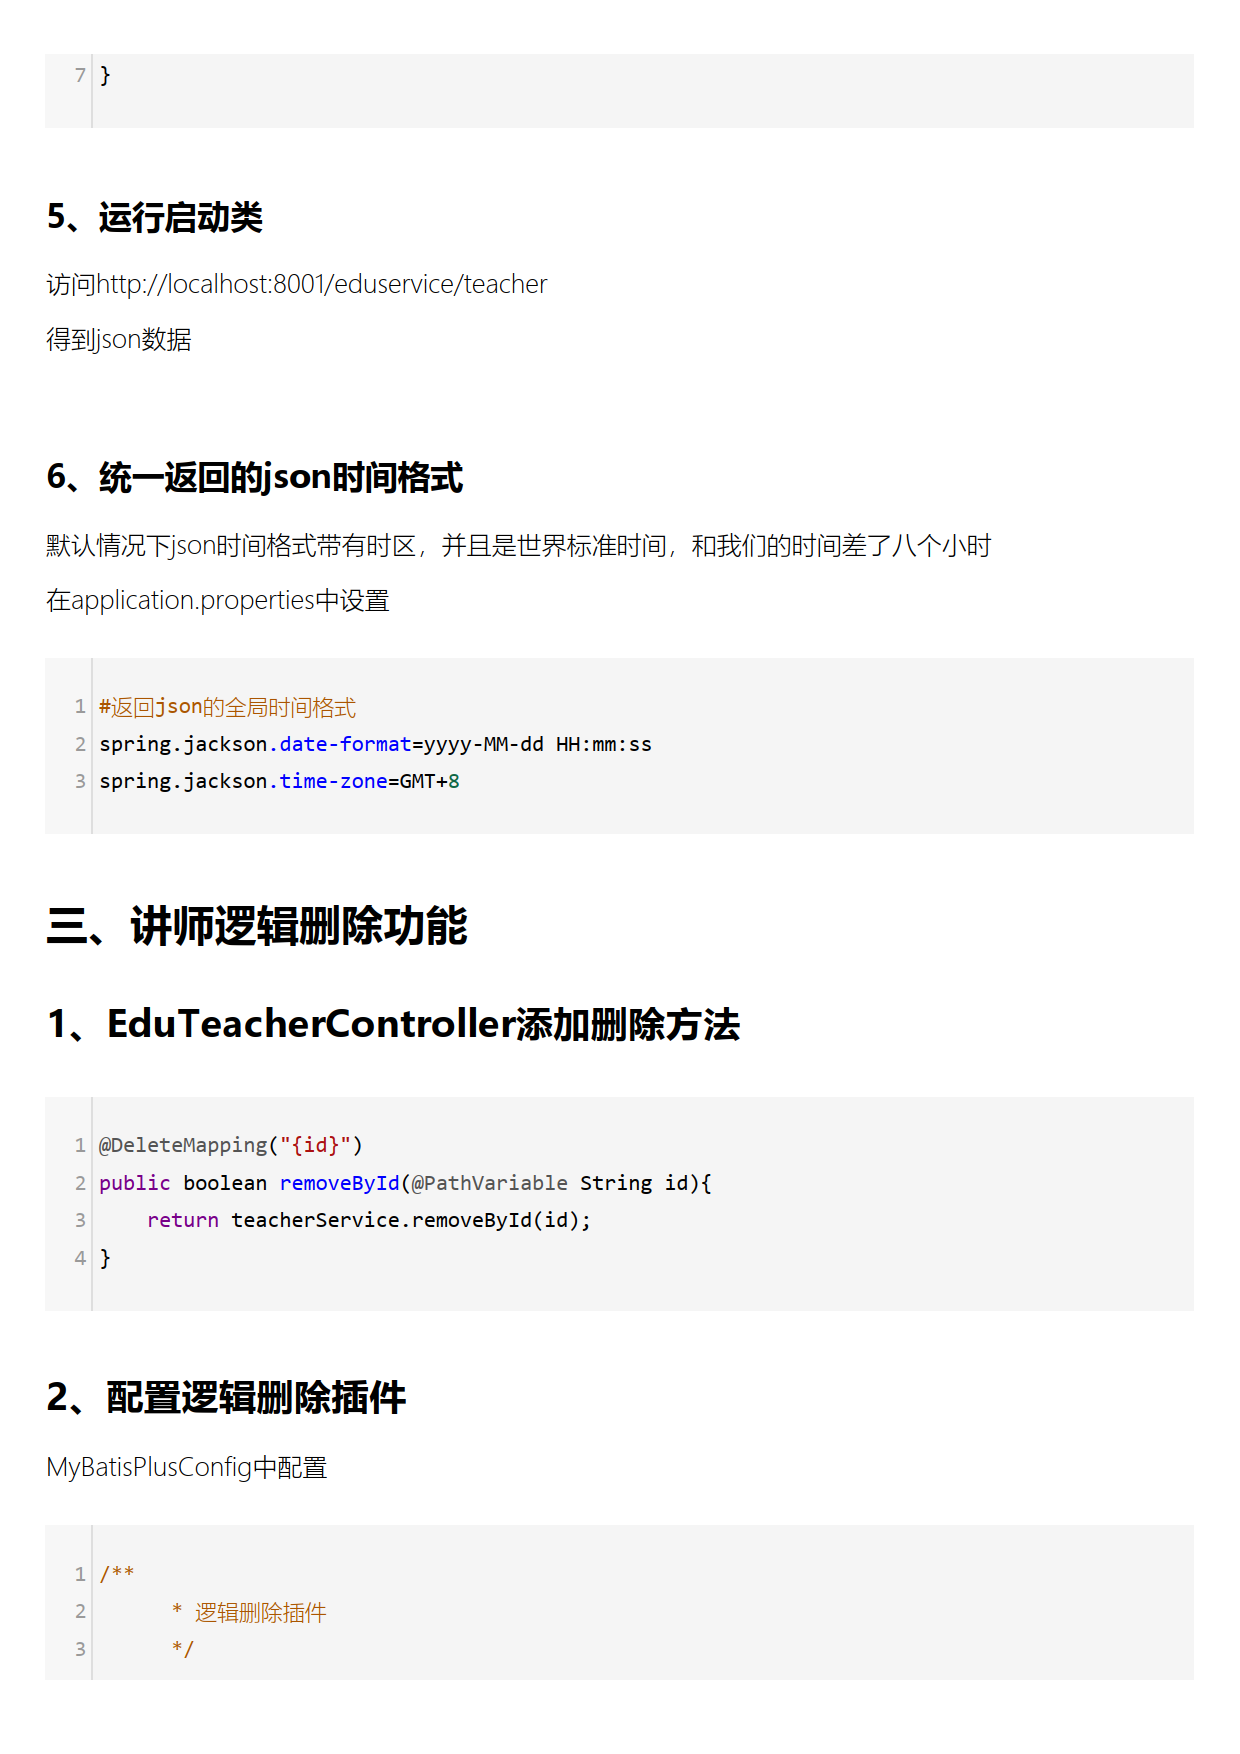 7 }
5、运行启动类
访问http://localhost:8001/eduservice/teacher
得到json数据
6、统一返回的json时间格式
默认情况下json时间格式带有时区，并且是世界标准时间，和我们的时间差了八个小时
在application.properties中设置
1 #返回json的全局时间格式
2 spring.jackson.date-format=yyyy-MM-dd HH:mm:ss
3 spring.jackson.time-zone=GMT+8
三、讲师逻辑删除功能
1、EduTeacherController添加删除方法
1 @DeleteMapping("{id}")
2 public boolean removeById(@PathVariable String id){
3     return teacherService.removeById(id);
4 }
2、配置逻辑删除插件
MyBatisPlusConfig中配置
1 /**
2       * 逻辑删除插件
3       */